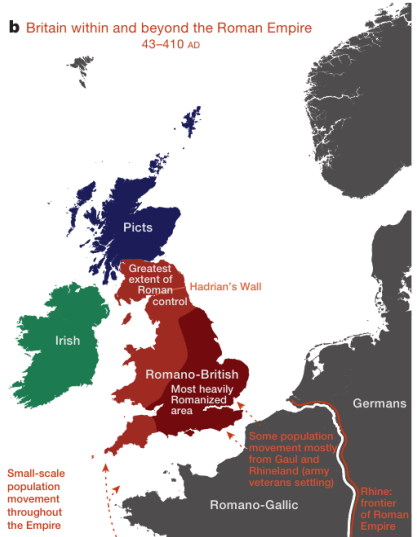 b Britain within and beyond the Roman Empire
43–410 AD
Picts
Greatest
extent of
Roman
control
Hadrian's Wall
Irish
Romano-British
Most heavily
Romanized
area
Germans
Some population
movement mostly
from Gaul and
Rhineland (army
veterans settling)
Small-scale
population
movement
throughout
the Empire
Romano-Gallic
Rhine:
frontier
of Roman
Empire